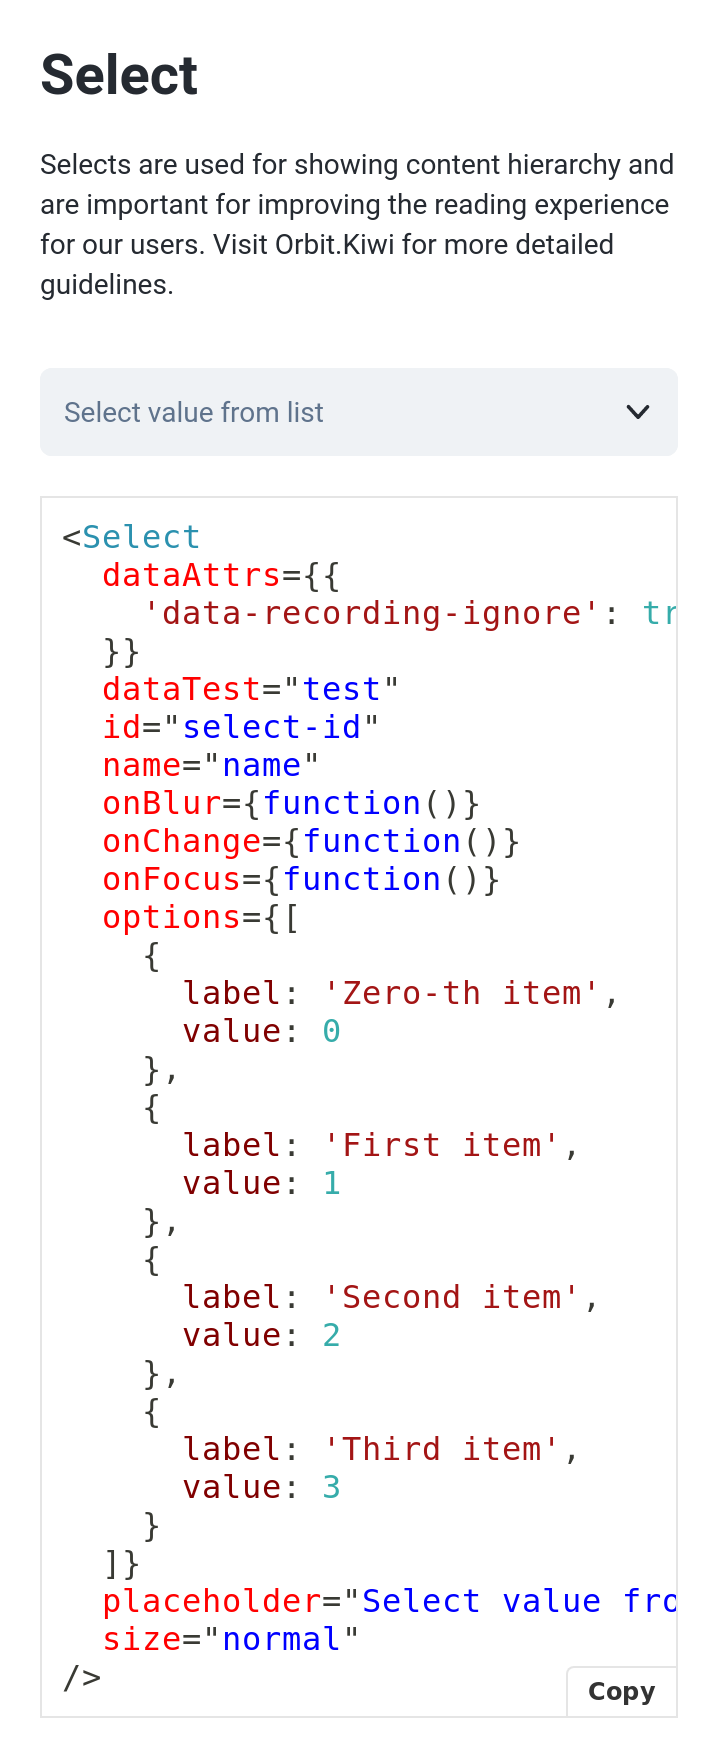 Select
Selects are used for showing content hierarchy and
are important for improving the reading experience
for our users. Visit Orbit.Kiwi for more detailed
guidelines.
Select value from list
<Select
  dataAttrs={{
    'data-recording-ignore': tr
  }}
  dataTest="test"
  id="select-id"
  name="name"
  onBlur={function()}
  onChange={function()}
  onFocus={function()}
  options={[
    {
      label: 'Zero-th item',
      value: 0
    },
    {
      label: 'First item',
      value: 1
    },
    {
      label: 'Second item',
      value: 2
    },
    {
      label: 'Third item',
      value: 3
    }
  ]}
  placeholder="Select value fro
  size="normal"
/>
Copy